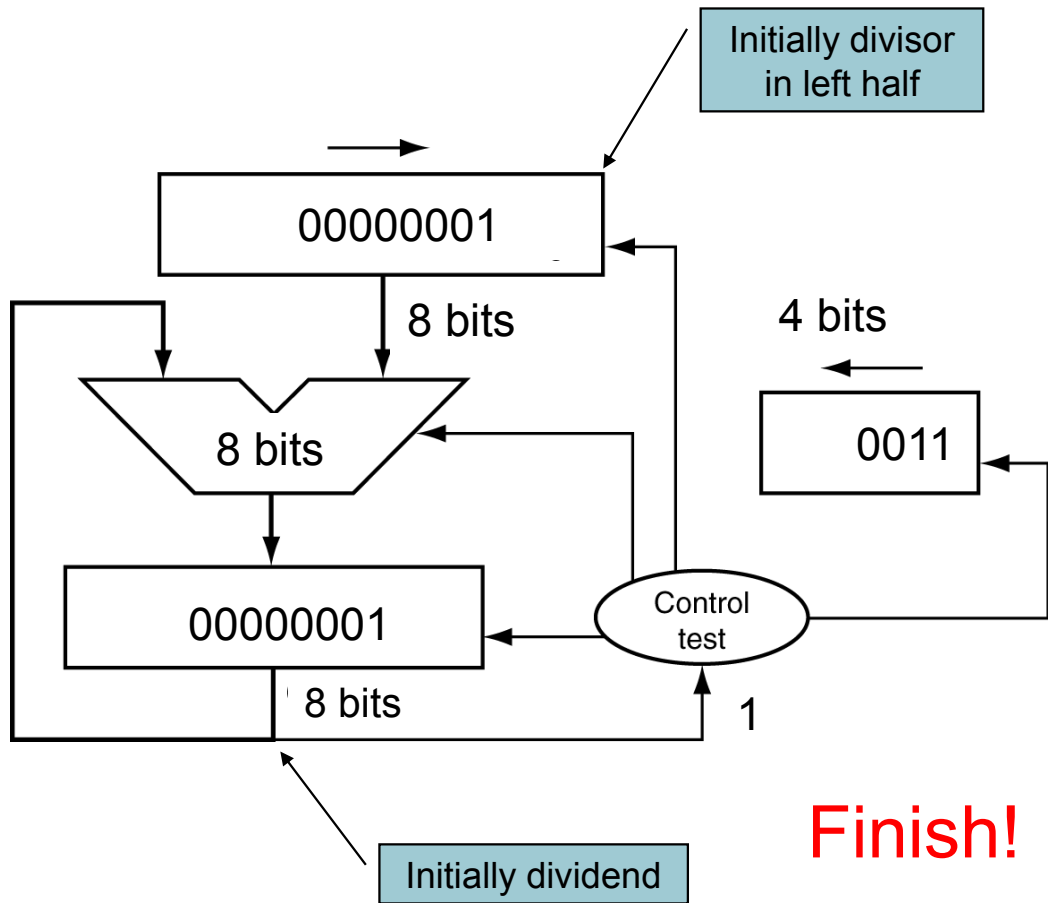 Initially divisor
in left half
00000001
8 bits
4 bits
8 bits
0011
00000001
Control
test
8 bits
1
Finish!
Initially dividend